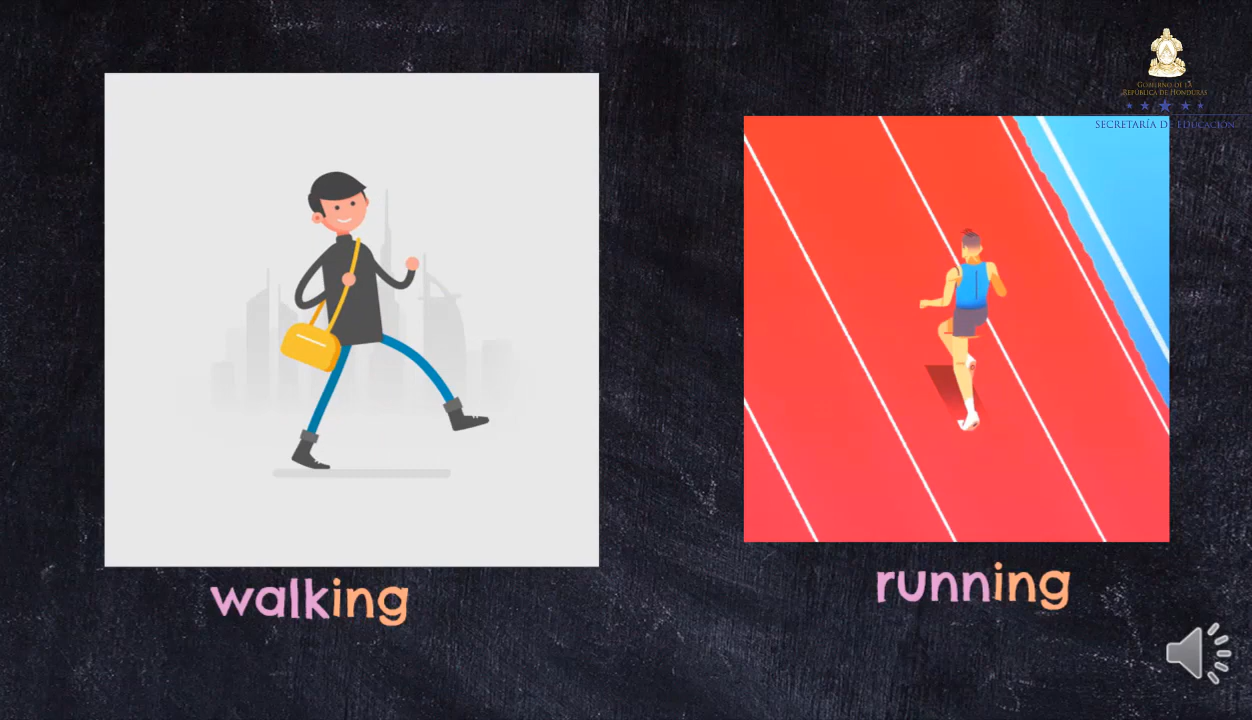 GOBIERNO DE LA
REPÚBLICA DE HONDURAS
SECRETARÍA DE EDUCACIÓN
walking
running